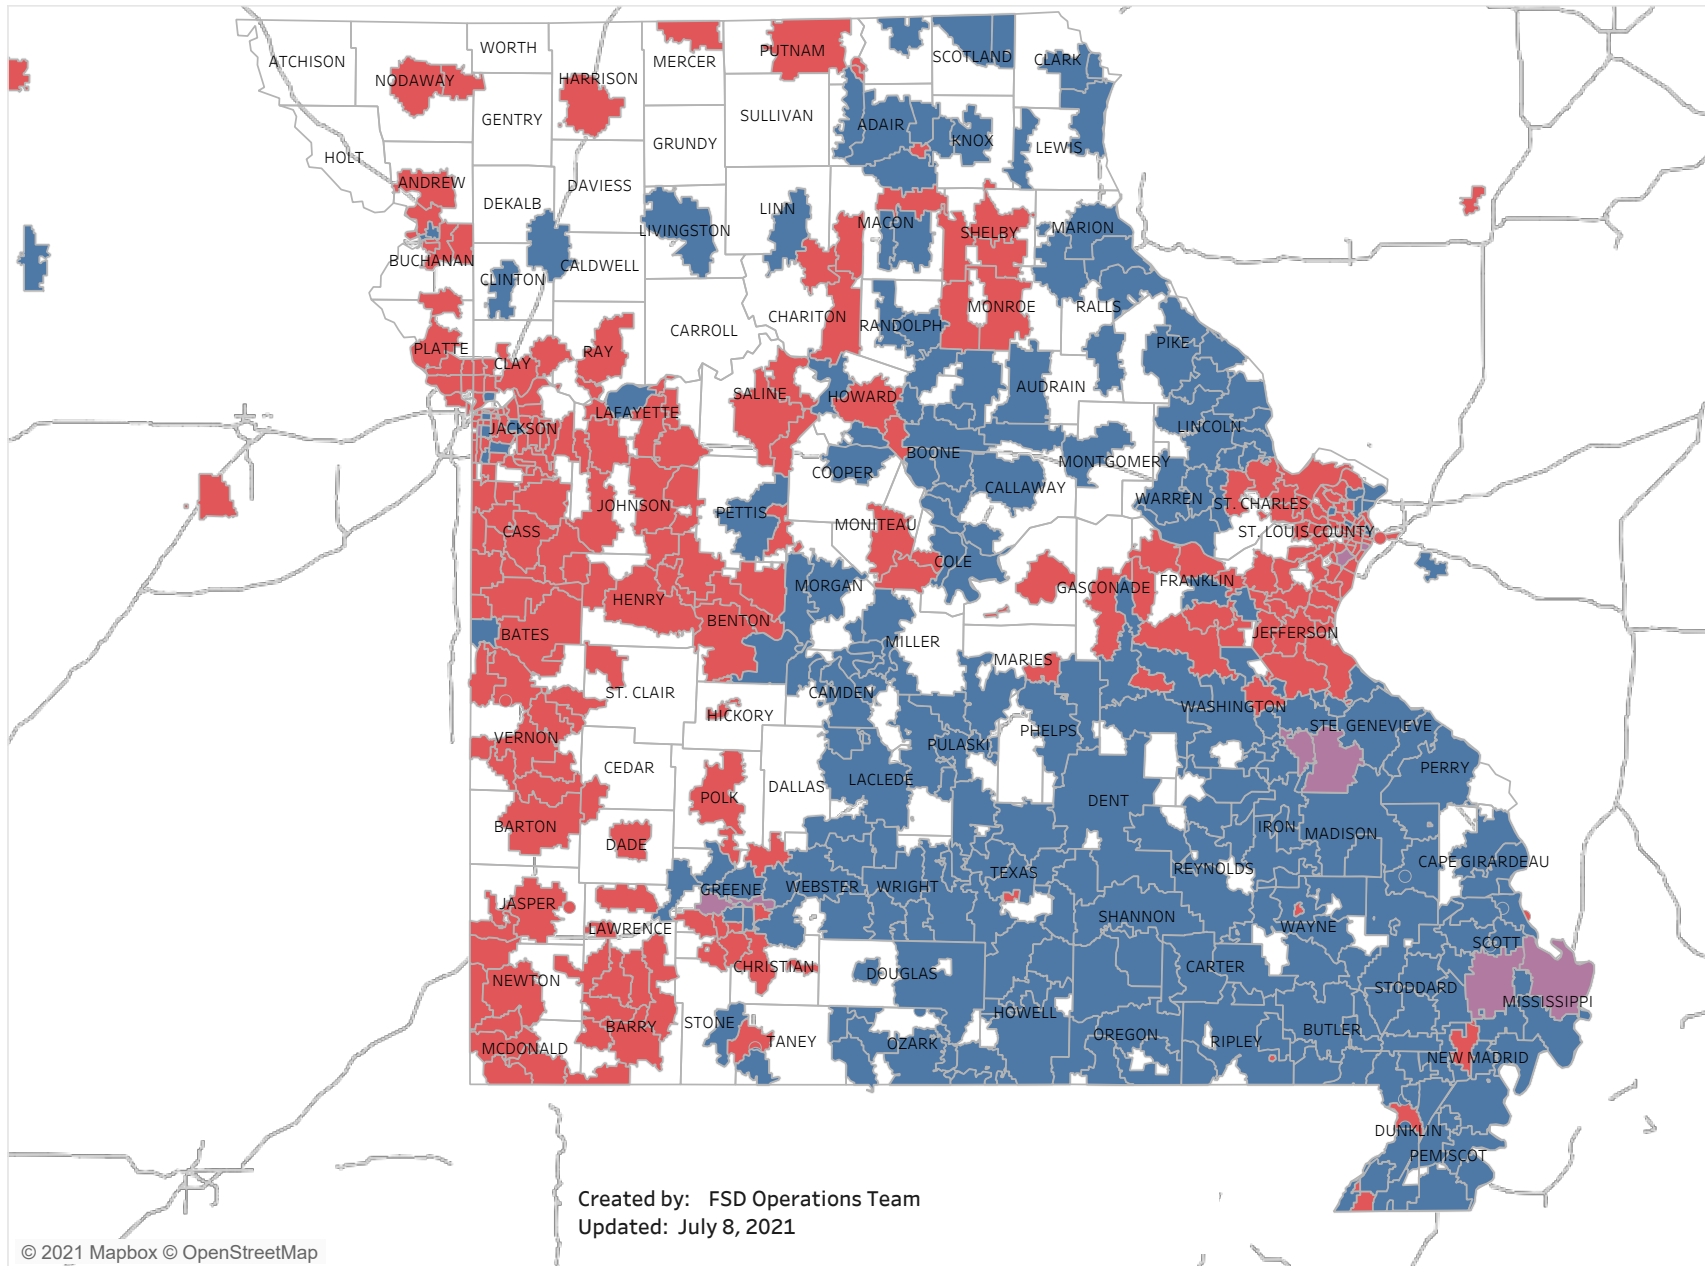 WORTH
ATCHISON
MERCER
PUTNAM
SCOTLAND
CLARK
NODAWAY
HARRISON
GENTRY
SULLIVAN
ADAIR
KNOX
LEWIS
GRUNDY
HOLT
ANDREW
DAVIESS
DEKALB
LINN
MACON
LIVINGSTON
SHELBY
MARION
BUCHANAN
CALDWELL
CLINTON
CHARITON
RANDOLPH
MONROE
RALLS
CARROLL
PIKE
PLATTE
CLAY
RAY
AUDRAIN
SALINE
HOWARD
LAFAYETTE
JACKSON
LINCOLN
BOONE
MONTGOMERY
COOPER
CALLAWAY
WARREN
ST. CHARLES
JOHNSON
PETTIS
MONITEAU
CASS
ST. LOUIS COUNTY
COLE
MORGAN
GASCONADE
FRANKLIN
HENRY
BENTON
BATES
MILLER
JEFFERSON
MARIES
ST. CLAIR
CAMDEN
WASHINGTON
HICKORY
STE. GENEVIEVE
VERNON
PHELPS
PULASKI
CEDAR
LACLEDE
PERRY
DALLAS
POLK
DENT
BARTON
IRON
MADISON
DADE
REYNOLDS
CAPE GIRARDEAU
TEXAS
GREENE
WEBSTER
WRIGHT
JASPER
SHANNON
LAWRENCE
WAYNE
SCOTT
CHRISTIAN
DOUGLAS
CARTER
NEWTON
STODDARD
MISSISSIPPI
HOWELL
STONE
BARRY
BUTLER
OREGON
TANEY
OZARK
RIPLEY
MCDONALD
NEW MADRID
DUNKLIN
PEMISCOT
Created by: FSD Operations Team
Updated: July 8, 2021
© 2021 Mapbox © OpenStreetMap